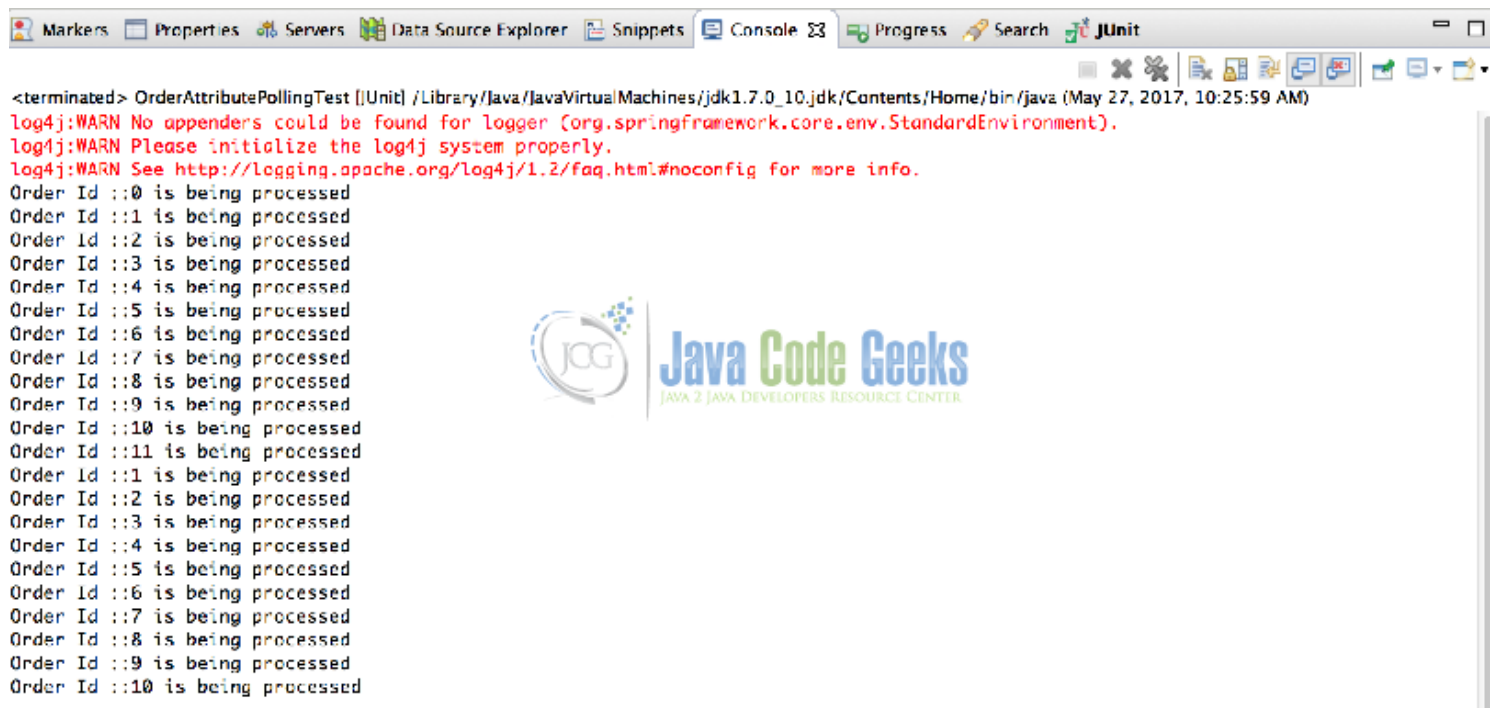 Markers Properties Servers Data Source Explorer Snippets Console Progress Search JUnit
<terminated> OrderAttributePollingTest [JUnit] /Library/Java/JavaVirtualMachines/jdk1.7.0_10.jdk/Contents/Home/bin/java (May 27, 2017, 10:25:59 AM)
log4j:WARN No appenders could be found for logger (org.springframework.core.env.StandardEnvironment).
log4j:WARN Please initialize the log4j system properly.
log4j:WARN See http://logging.apache.org/log4j/1.2/faq.html#noconfig for more info.
Order Id ::0 is being processed
Order Id ::1 is being processed
Order Id ::2 is being processed
Order Id ::3 is being processed
Order Id ::4 is being processed
Order Id ::5 is being processed
Order Id ::6 is being processed
Order Id ::7 is being processed
Order Id ::8 is being processed
Order Id ::9 is being processed
Order Id ::10 is being processed
Order Id ::11 is being processed
Order Id ::1 is being processed
Order Id ::2 is being processed
Order Id ::3 is being processed
Order Id ::4 is being processed
Order Id ::5 is being processed
Order Id ::6 is being processed
Order Id ::7 is being processed
Order Id ::8 is being processed
Order Id ::9 is being processed
Order Id ::10 is being processed
JCG
Java Code Geeks
JAVA 2 JAVA DEVELOPERS RESOURCE CENTER